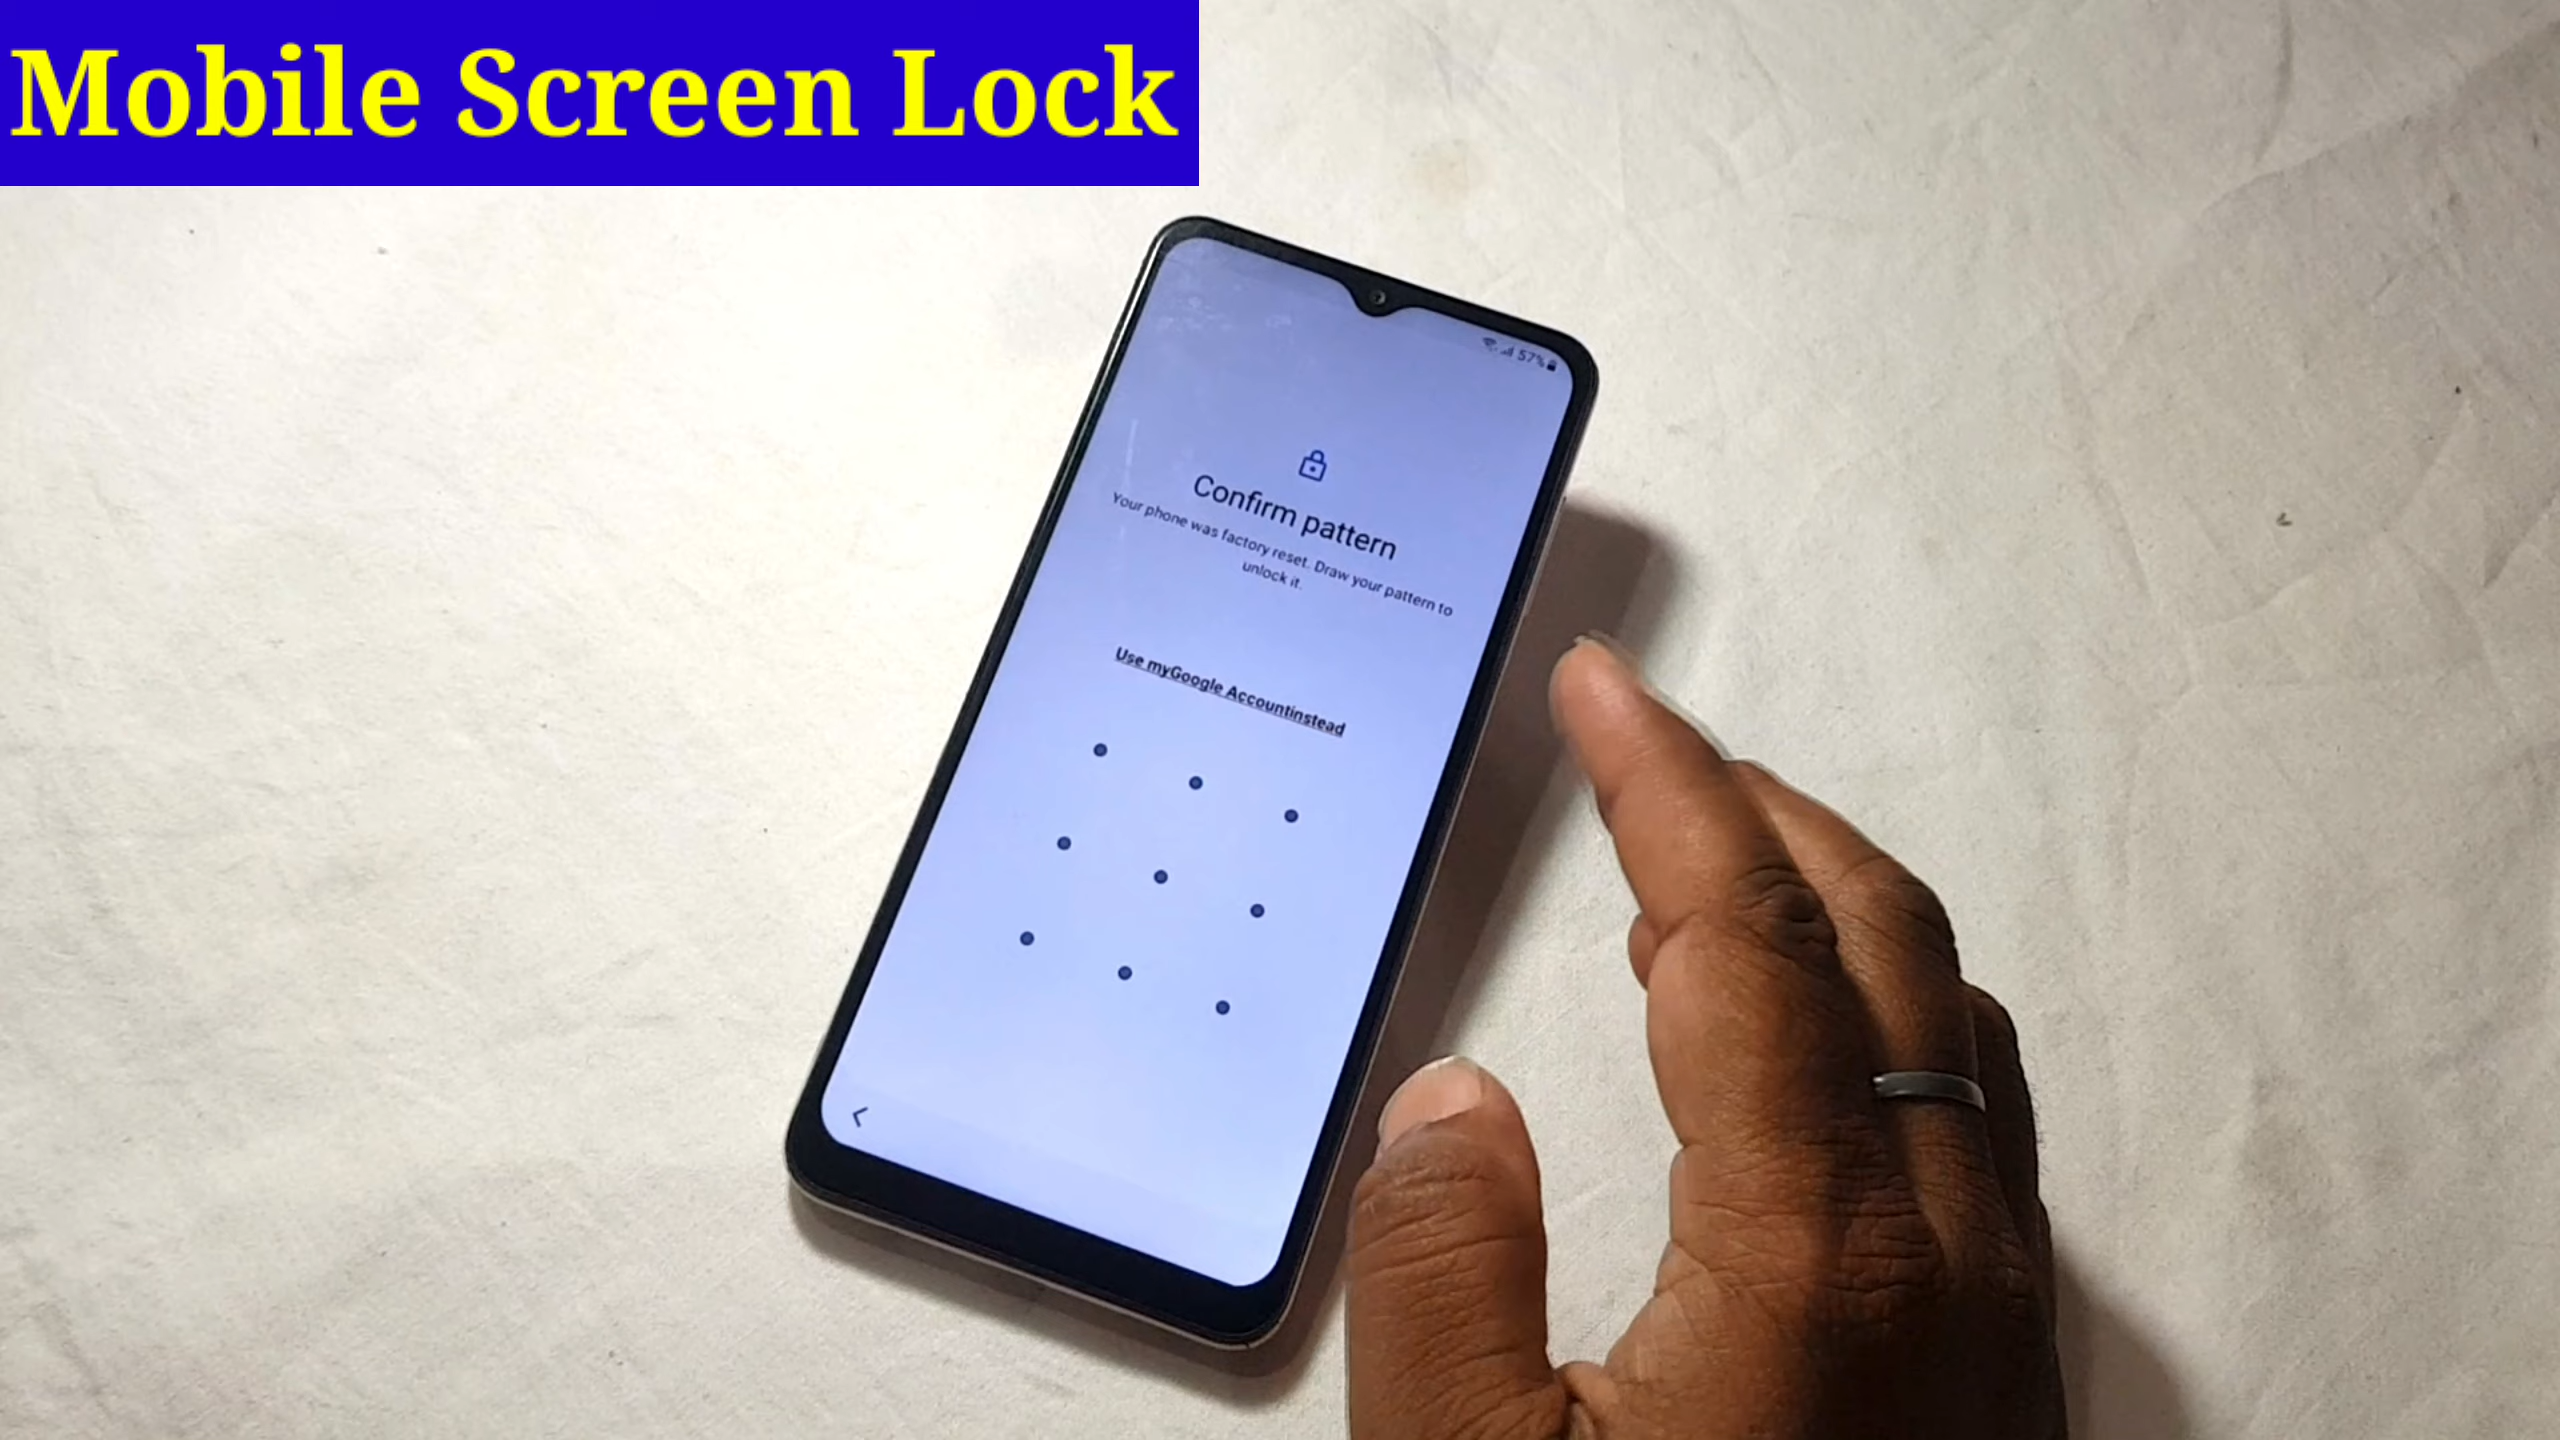 Mobile Screen Lock
57%
Confirm pattern
Your phone was factory reset. Draw your pattern to
unlock it.
Use myGoogle Accountinstead